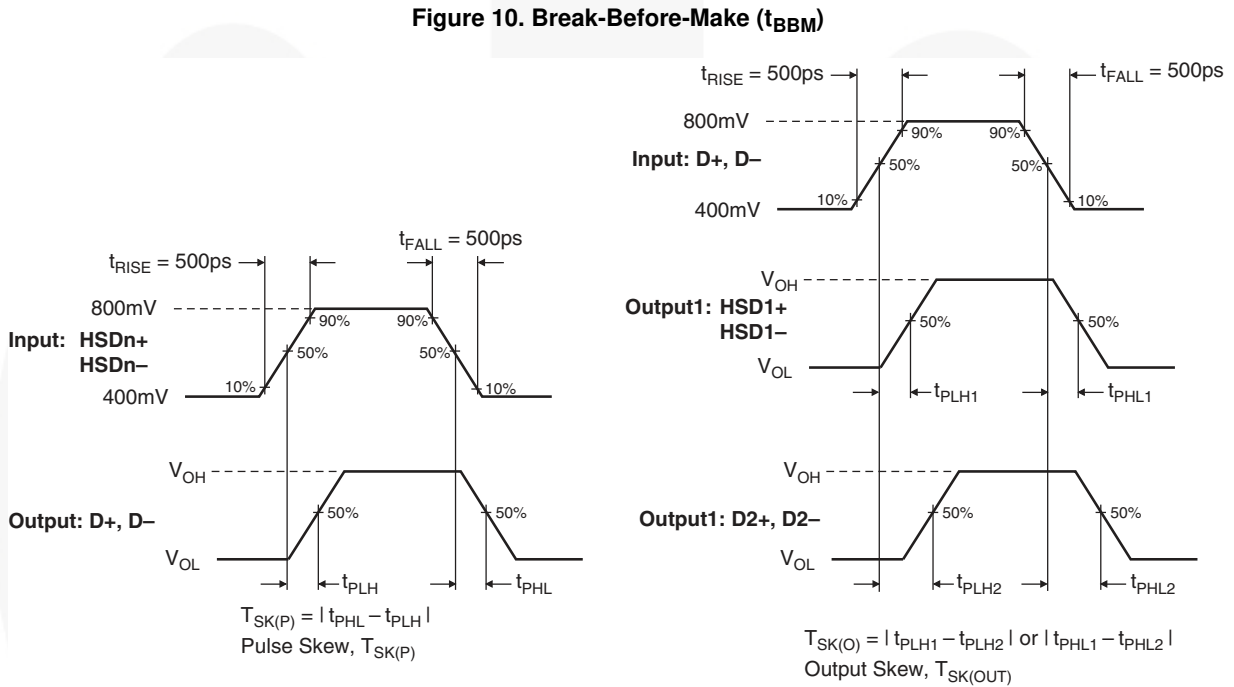 Figure 10. Break-Before-Make (tBBM)
tRISE = 500ps
tFALL = 500ps
800mV
90%
90%
Input: HSDn+
HSDn–
50%
50%
10%
10%
400mV
VOH
Output: D+, D–
50%
50%
VOL
tPLH
tPHL
TSK(P) = | tPHL – tPLH |
Pulse Skew, TSK(P)
tRISE = 500ps
tFALL = 500ps
800mV
90%
90%
Input: D+, D–
50%
50%
10%
10%
400mV
VOH
Output1: HSD1+
HSD1–
50%
50%
VOL
tPLH1
tPHL1
VOH
Output1: D2+, D2–
50%
50%
VOL
tPLH2
tPHL2
TSK(O) = | tPLH1 – tPLH2 | or | tPHL1 – tPHL2 |
Output Skew, TSK(OUT)